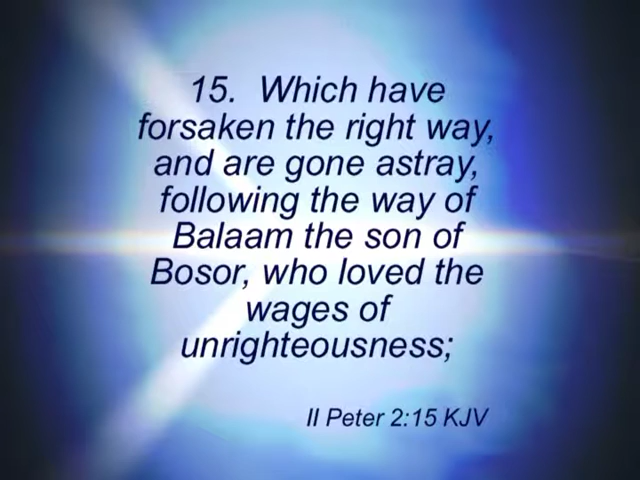 15.  Which have
forsaken the right way,
and are gone astray,
following the way of
Balaam the son of
Bosor, who loved the
wages of
unrighteousness;
II Peter 2:15 KJV